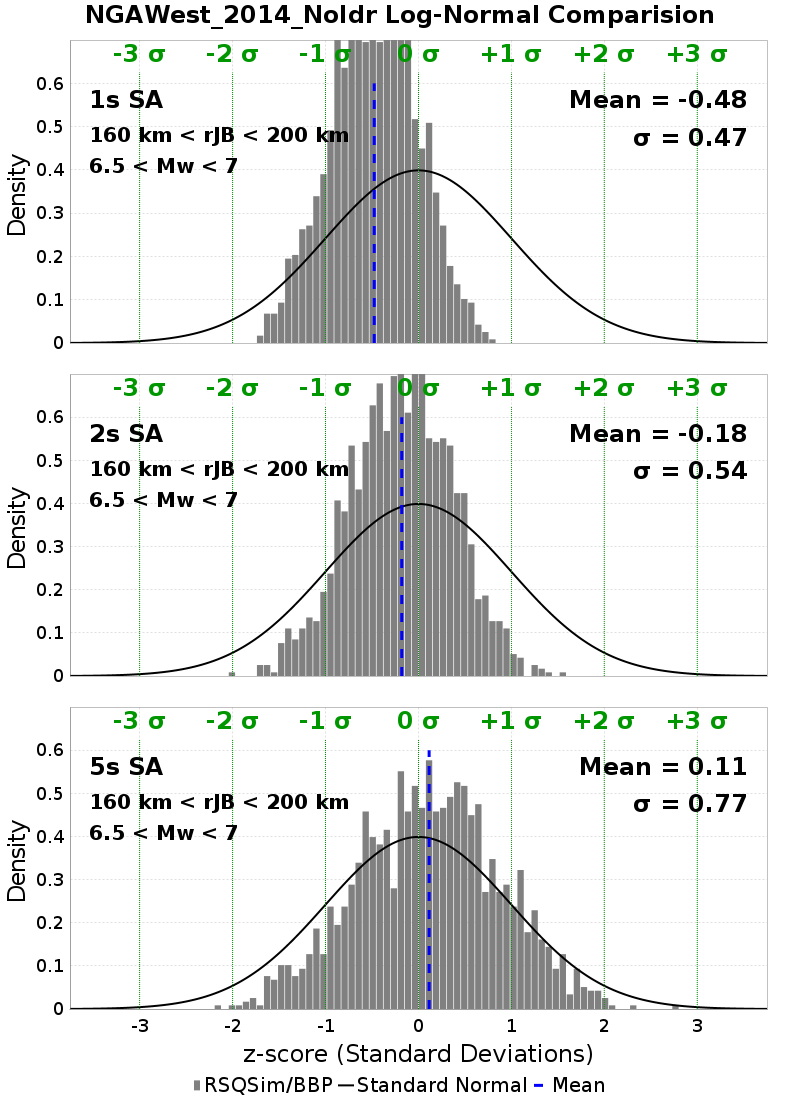 NGAWest_2014_NoIdr Log-Normal Comparision
-3 σ -2 σ -1 σ 0 σ +1 σ +2 σ +3 σ
1s SA Mean = -0.48
160 km < rJB < 200 km σ = 0.47
6.5 < Mw < 7
Density
0.6
0.5
0.4
0.3
0.2
0.1
0
-3 σ -2 σ -1 σ 0 σ +1 σ +2 σ +3 σ
2s SA Mean = -0.18
160 km < rJB < 200 km σ = 0.54
6.5 < Mw < 7
Density
0.6
0.5
0.4
0.3
0.2
0.1
0
-3 σ -2 σ -1 σ 0 σ +1 σ +2 σ +3 σ
5s SA Mean = 0.11
160 km < rJB < 200 km σ = 0.77
6.5 < Mw < 7
Density
0.6
0.5
0.4
0.3
0.2
0.1
0
-3 -2 -1 0 1 2 3
z-score (Standard Deviations)
RSQSim/BBP Standard Normal Mean